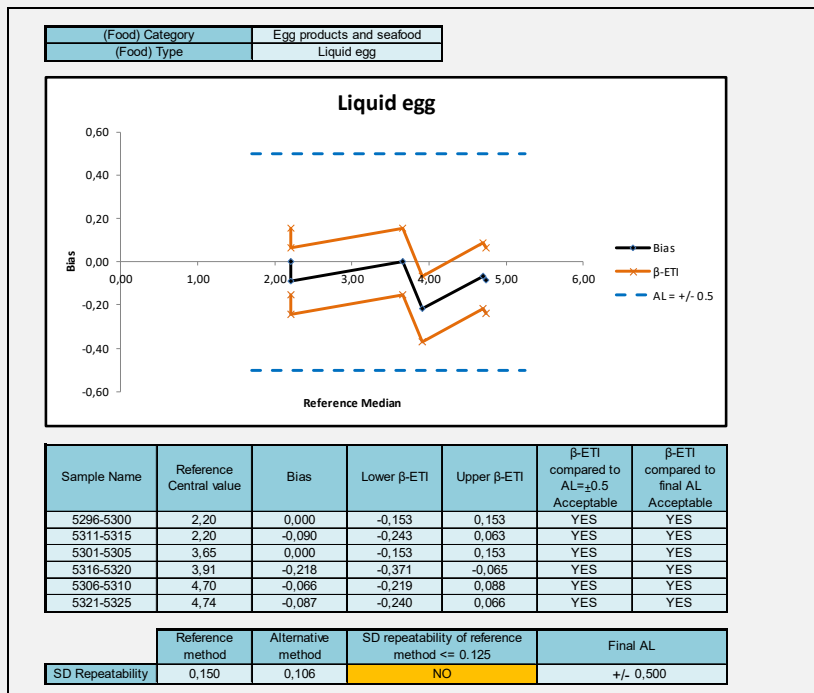 (Food) Category Egg products and seafood
(Food) Type Liquid egg
Liquid egg
0,60
0,40
0,20
0,00
-0,20
-0,40
-0,60
0,00 1,00 2,00 3,00 4,00 5,00 6,00
Bias
Reference Median
Bias
β-ETI
AL = +/- 0.5
Sample Name Reference Central value Bias Lower β-ETI Upper β-ETI β-ETI compared to AL=±0.5 Acceptable β-ETI compared to final AL Acceptable
5296-5300 2,20 0,000 -0,153 0,153 YES YES
5311-5315 2,20 -0,090 -0,243 0,063 YES YES
5301-5305 3,65 0,000 -0,153 0,153 YES YES
5316-5320 3,91 -0,218 -0,371 -0,065 YES YES
5306-5310 4,70 -0,066 -0,219 0,088 YES YES
5321-5325 4,74 -0,087 -0,240 0,066 YES YES
Reference method Alternative method SD repeatability of reference method <= 0.125 Final AL
SD Repeatability 0,150 0,106 NO +/- 0,500